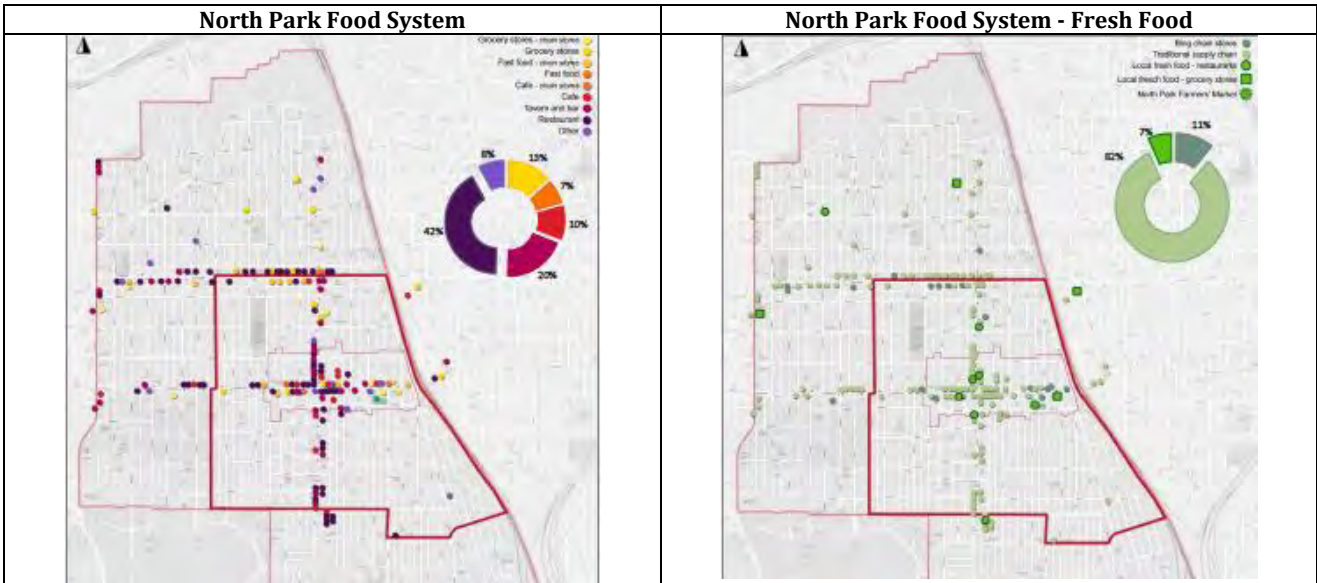 North Park Food System
North Park Food System - Fresh Food
Grocery stores - chain stores
Grocery stores
Fast food - chain stores
Fast food
Cafe - chain stores
Cafe
Tavern and bar
Restaurant
Other
8%
13%
7%
10%
20%
42%
chain stores
Traditional supply chain
Local fresh food - restaurants
Local fresch food - grocery stores
North Park Farmers' Market
7%
11%
82%